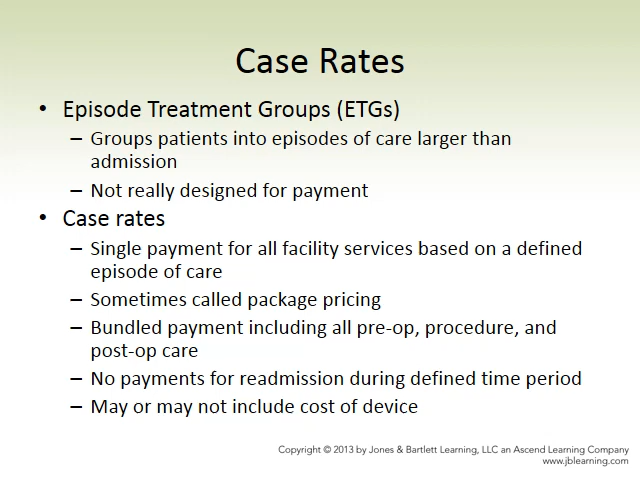 Case Rates
• Episode Treatment Groups (ETGs)
– Groups patients into episodes of care larger than
admission
– Not really designed for payment
• Case rates
– Single payment for all facility services based on a defined
episode of care
– Sometimes called package pricing
– Bundled payment including all pre-op, procedure, and
post-op care
– No payments for readmission during defined time period
– May or may not include cost of device
Copyright © 2013 by Jones & Bartlett Learning, LLC an Ascend Learning Company
www.jblearning.com